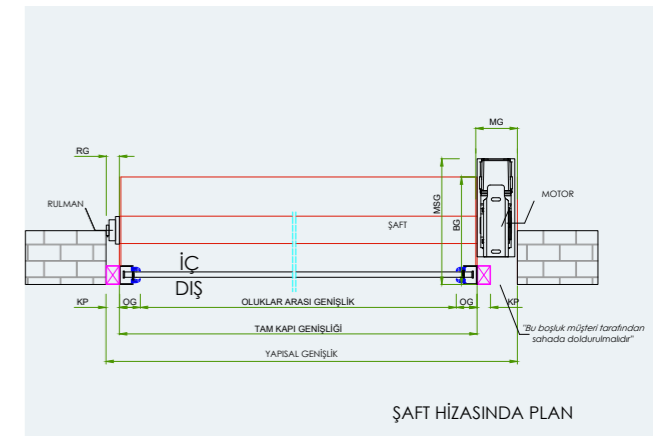 MG
RG
MSG
BG
RULMAN
MOTOR
ŞAFT
İÇ
DIŞ
KP
OG
OLUKLAR ARASI GENİŞLİK
OG
KP
TAM KAPI GENİŞLİĞİ
"Bu boşluk müşteri tarafından
sahada doldurulmalıdır"
YAPISAL GENİŞLİK
ŞAFT HİZASINDA PLAN